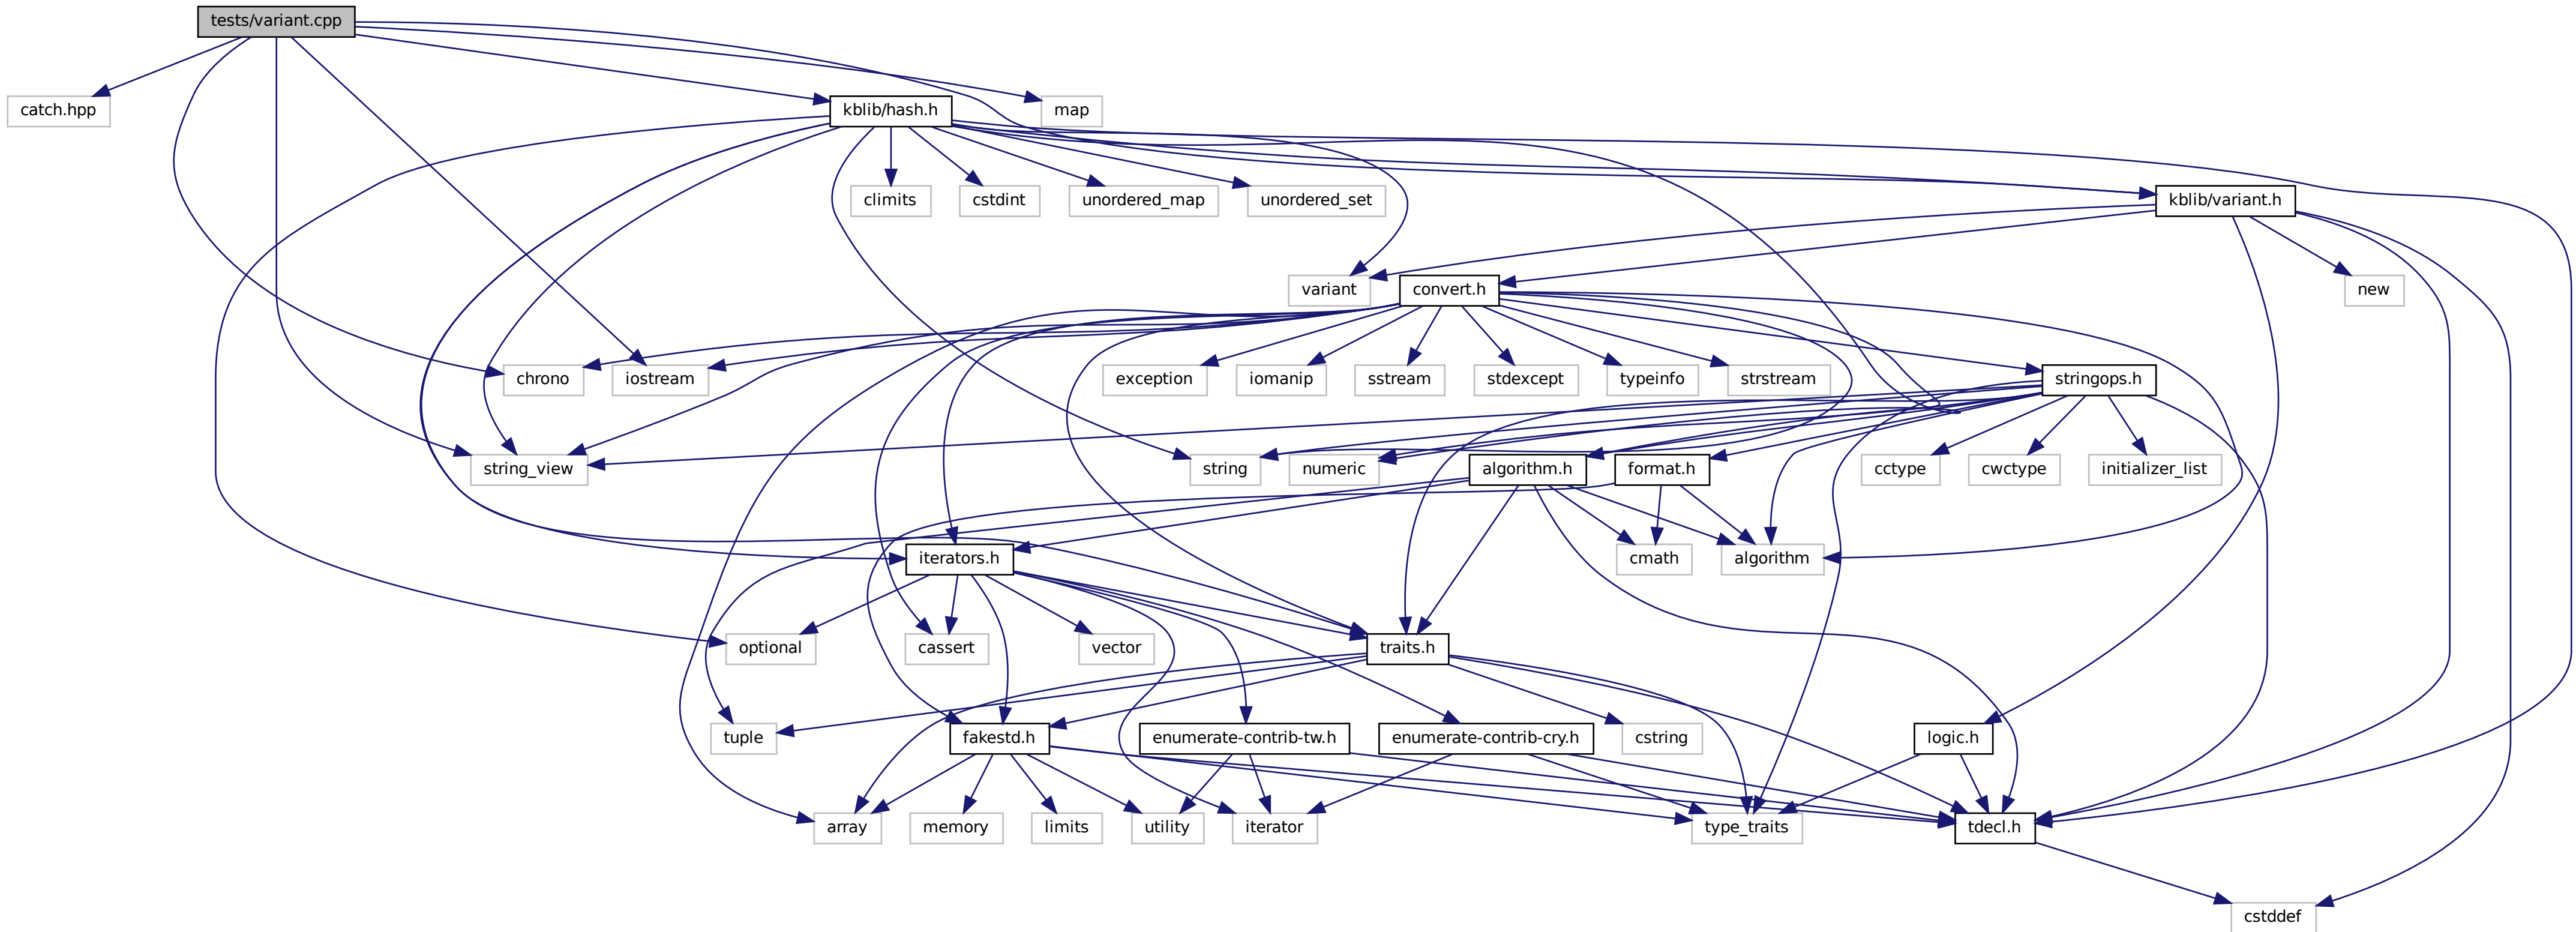 tests/variant.cpp
catch.hpp
kblib/hash.h
map
climits
cstdint
unordered_map
unordered_set
kblib/variant.h
variant
convert.h
new
chrono
iostream
exception
iomanip
sstream
stdexcept
typeinfo
strstream
stringops.h
string_view
string
numeric
algorithm.h
format.h
cctype
cwctype
initializer_list
iterators.h
cmath
algorithm
optional
cassert
vector
traits.h
tuple
fakestd.h
enumerate-contrib-tw.h
enumerate-contrib-cry.h
cstring
logic.h
array
memory
limits
utility
iterator
type_traits
tdecl.h
cstddef